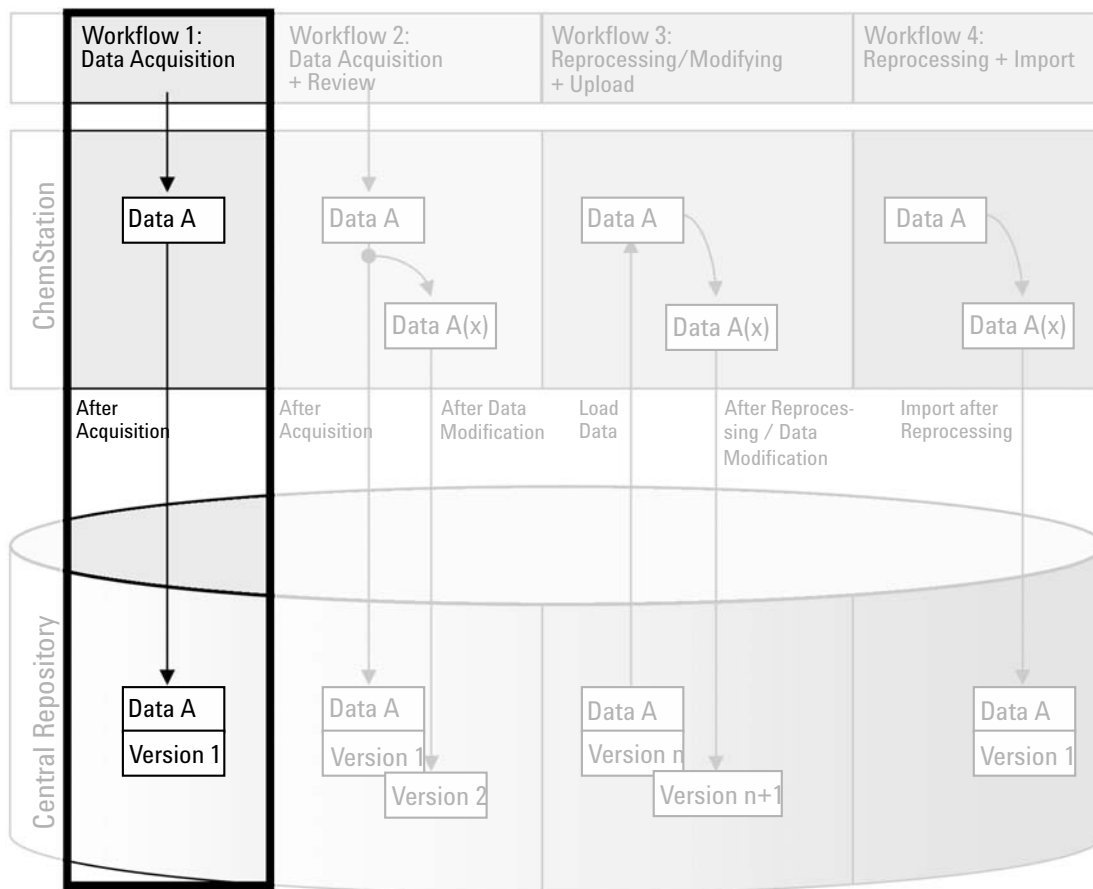 Workflow 1:
Data Acquisition
Workflow 2:
Data Acquisition
+ Review
Workflow 3:
Reprocessing/Modifying
+ Upload
Workflow 4:
Reprocessing + Import
ChemStation
Data A
Data A
Data A(x)
Data A
Data A(x)
Data A
Data A(x)
After
Acquisition
After
Acquisition
After Data
Modification
Load
Data
After Reproces-
sing / Data
Modification
Import after
Reprocessing
Central Repository
Data A
Version 1
Data A
Version 1
Version 2
Data A
Version n
Version n+1
Data A
Version 1